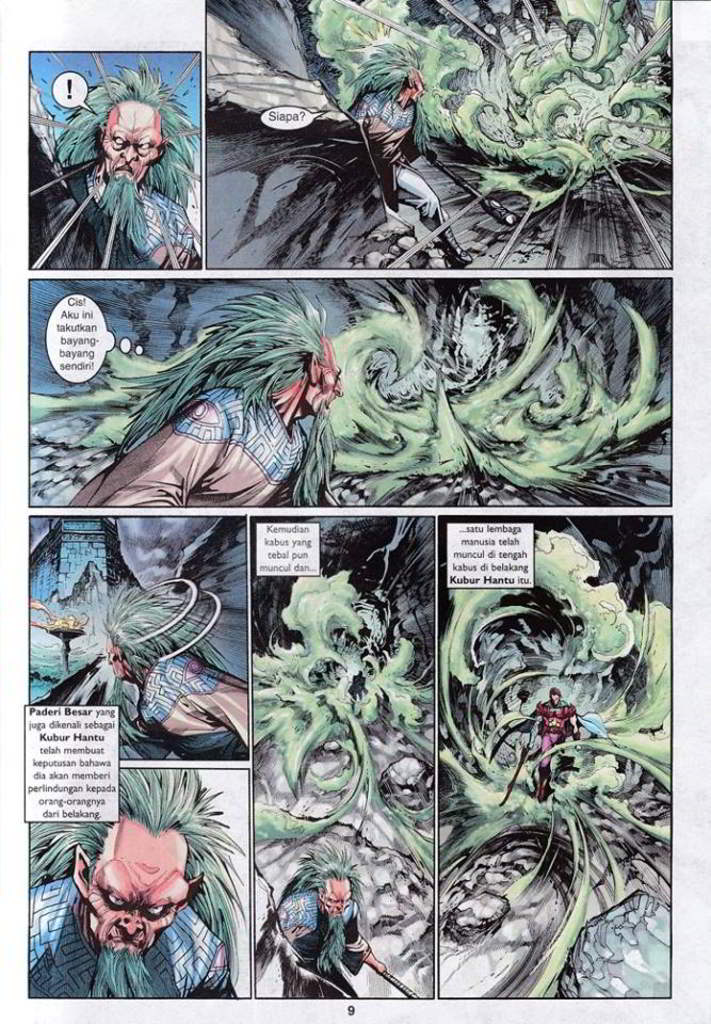 !
Siapa?
Cis!
Aku ini
takutkan
bayang-
bayang
sendiri!
Paderi Besar yang
juga dikenali sebagai
Kubur Hantu
telah membuat
keputusan bahawa
dia akan memberi
perlindungan kepada
orang-orangnya
dari belakang.
Kemudian
kabus yang
tebal pun
muncul dan...
...satu lembaga
manusia telah
muncul di tengah
kabus di belakang
Kubur Hantu itu.
9